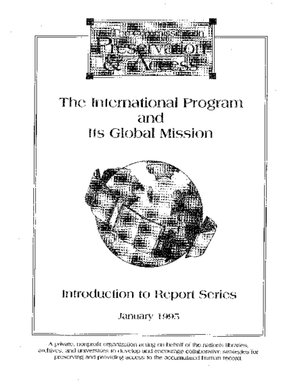 The Commission on
Preservation
& Access
The International Program
and
Its Global Mission
Introduction to Report Series
January 1995
A private, nonprofit organization acting on behalf of the nation's libraries,
archives, and universities to develop and encourage collaborative strategies for
preserving and providing access to the accumulated human record.